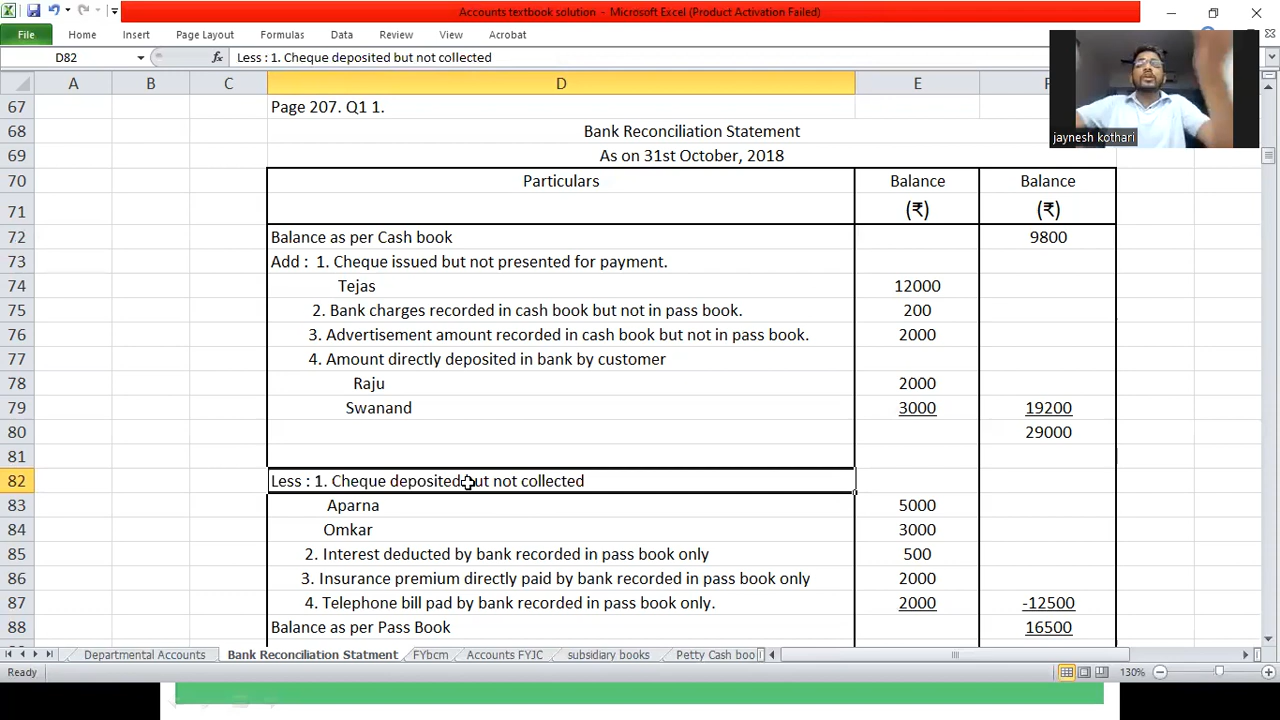 Accounts textbook solution - Microsoft Excel (Product Activation Failed)
File Home Insert Page Layout Formulas Data Review View Acrobat
D82 fx Less : 1. Cheque deposited but not collected
A B C D E F
67 Page 207. Q1 1.
68 Bank Reconciliation Statement
69 As on 31st October, 2018
70 Particulars Balance Balance
71 (₹) (₹)
72 Balance as per Cash book 9800
73 Add : 1. Cheque issued but not presented for payment.
74 Tejas 12000
75 2. Bank charges recorded in cash book but not in pass book. 200
76 3. Advertisement amount recorded in cash book but not in pass book. 2000
77 4. Amount directly deposited in bank by customer
78 Raju 2000
79 Swanand 3000 19200
80 29000
81
82 Less : 1. Cheque deposited but not collected
83 Aparna 5000
84 Omkar 3000
85 2. Interest deducted by bank recorded in pass book only 500
86 3. Insurance premium directly paid by bank recorded in pass book only 2000
87 4. Telephone bill pad by bank recorded in pass book only. 2000 -12500
88 Balance as per Pass Book 16500
Departmental Accounts Bank Reconciliation Statment FYbcm Accounts FYJC subsidiary books Petty Cash boo
Ready 130%
jaynesh kothari